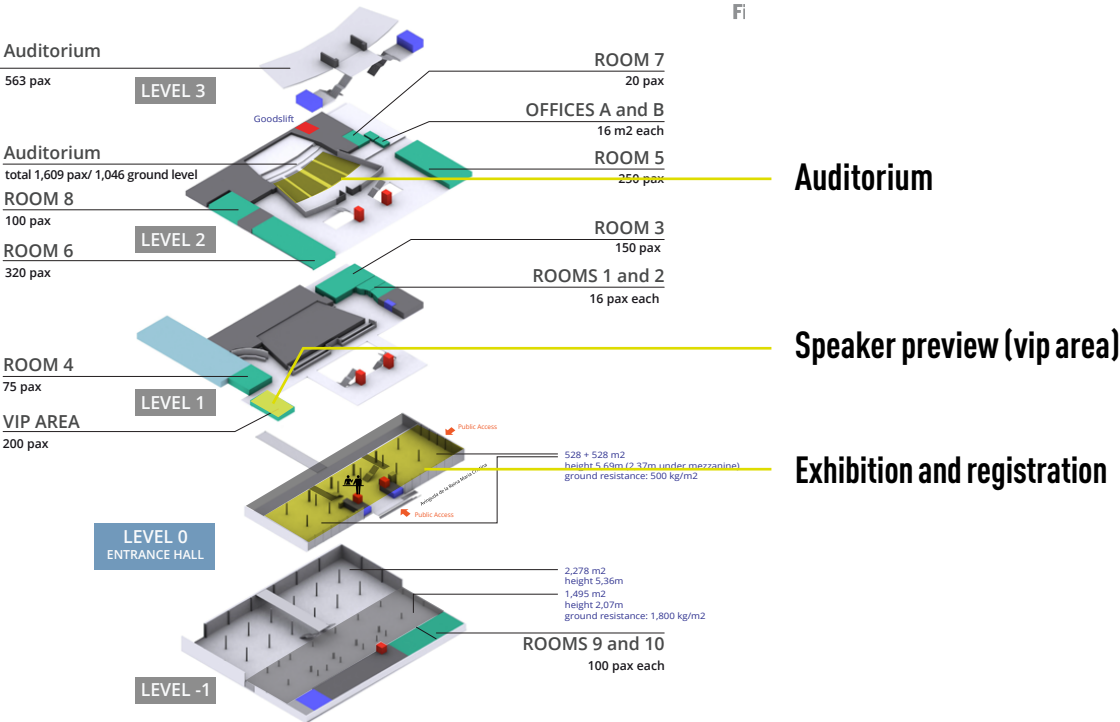 Fi
Auditorium
563 pax
LEVEL 3
ROOM 7
20 pax
Goodslift
OFFICES A and B
16 m2 each
Auditorium
total 1,609 pax/ 1,046 ground level
ROOM 5
250 pax
Auditorium
ROOM 8
100 pax
LEVEL 2
ROOM 3
150 pax
ROOM 6
320 pax
ROOMS 1 and 2
16 pax each
Speaker preview (vip area)
ROOM 4
75 pax
LEVEL 1
VIP AREA
200 pax
Public Access
528 + 528 m2
height 5,69m (2,37m under mezzanine)
ground resistance: 500 kg/m2
Exhibition and registration
Avinguda de la Reina Maria Cristina
Public Access
LEVEL 0
ENTRANCE HALL
2,278 m2
height 5,36m
1,495 m2
height 2,07m
ground resistance: 1,800 kg/m2
ROOMS 9 and 10
100 pax each
LEVEL -1